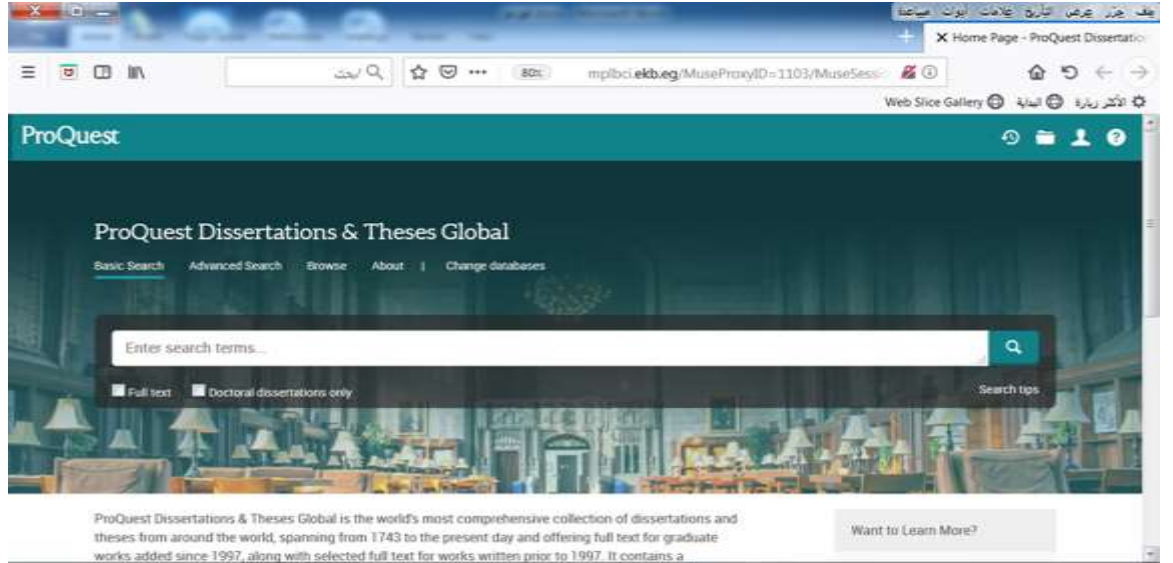 ملف تحرير عرض التأريخ علامات أدوات مساعدة
Home Page - ProQuest Dissertatio
ابحث
80%
mplbci.ekb.eg/MuseProxyID=1103/MuseSessi
الأكثر زيارة البداية Web Slice Gallery
ProQuest
ProQuest Dissertations & Theses Global
Basic Search Advanced Search Browse About | Change databases
Enter search terms...
Full text Doctoral dissertations only Search tips
ProQuest Dissertations & Theses Global is the world's most comprehensive collection of dissertations and
theses from around the world, spanning from 1743 to the present day and offering full text for graduate
works added since 1997, along with selected full text for works written prior to 1997. It contains a
Want to Learn More?